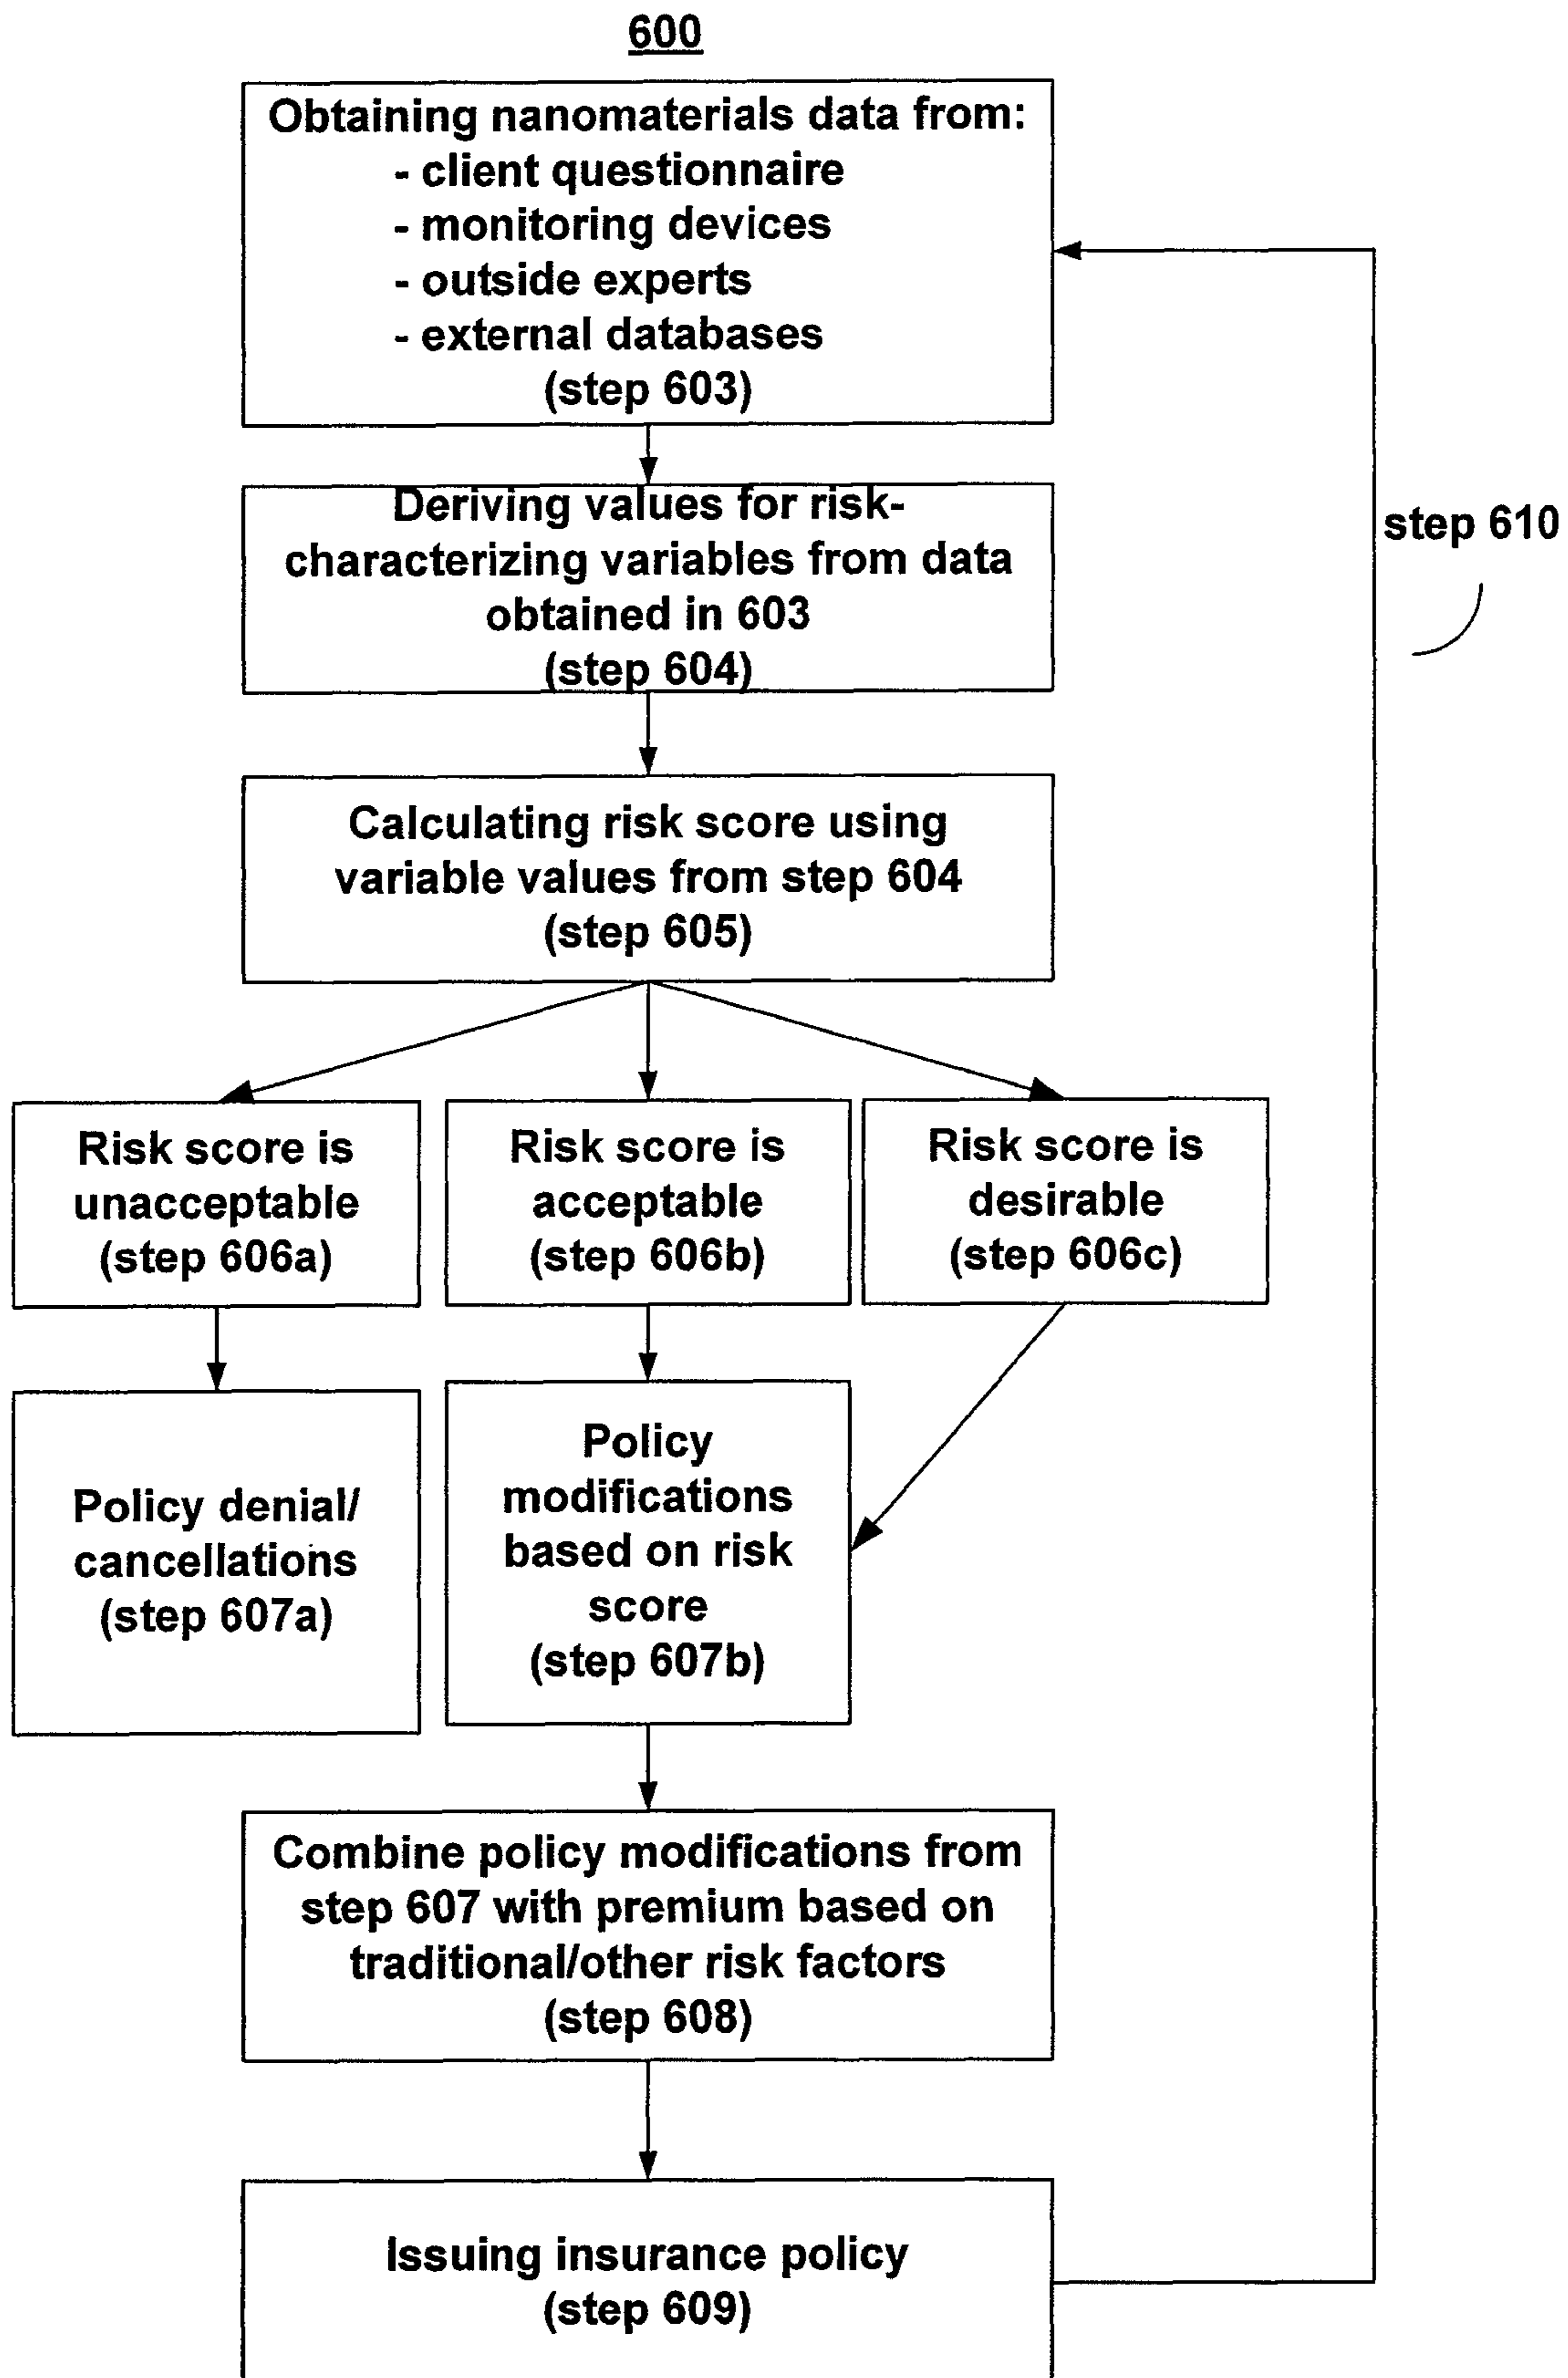 600
Obtaining nanomaterials data from:
- client questionnaire
- monitoring devices
- outside experts
- external databases
(step 603)
Deriving values for risk-
characterizing variables from data
obtained in 603
(step 604)
step 610
Calculating risk score using
variable values from step 604
(step 605)
Risk score is
unacceptable
(step 606a)
Risk score is
acceptable
(step 606b)
Risk score is
desirable
(step 606c)
Policy denial/
cancellations
(step 607a)
Policy
modifications
based on risk
score
(step 607b)
Combine policy modifications from
step 607 with premium based on
traditional/other risk factors
(step 608)
Issuing insurance policy
(step 609)